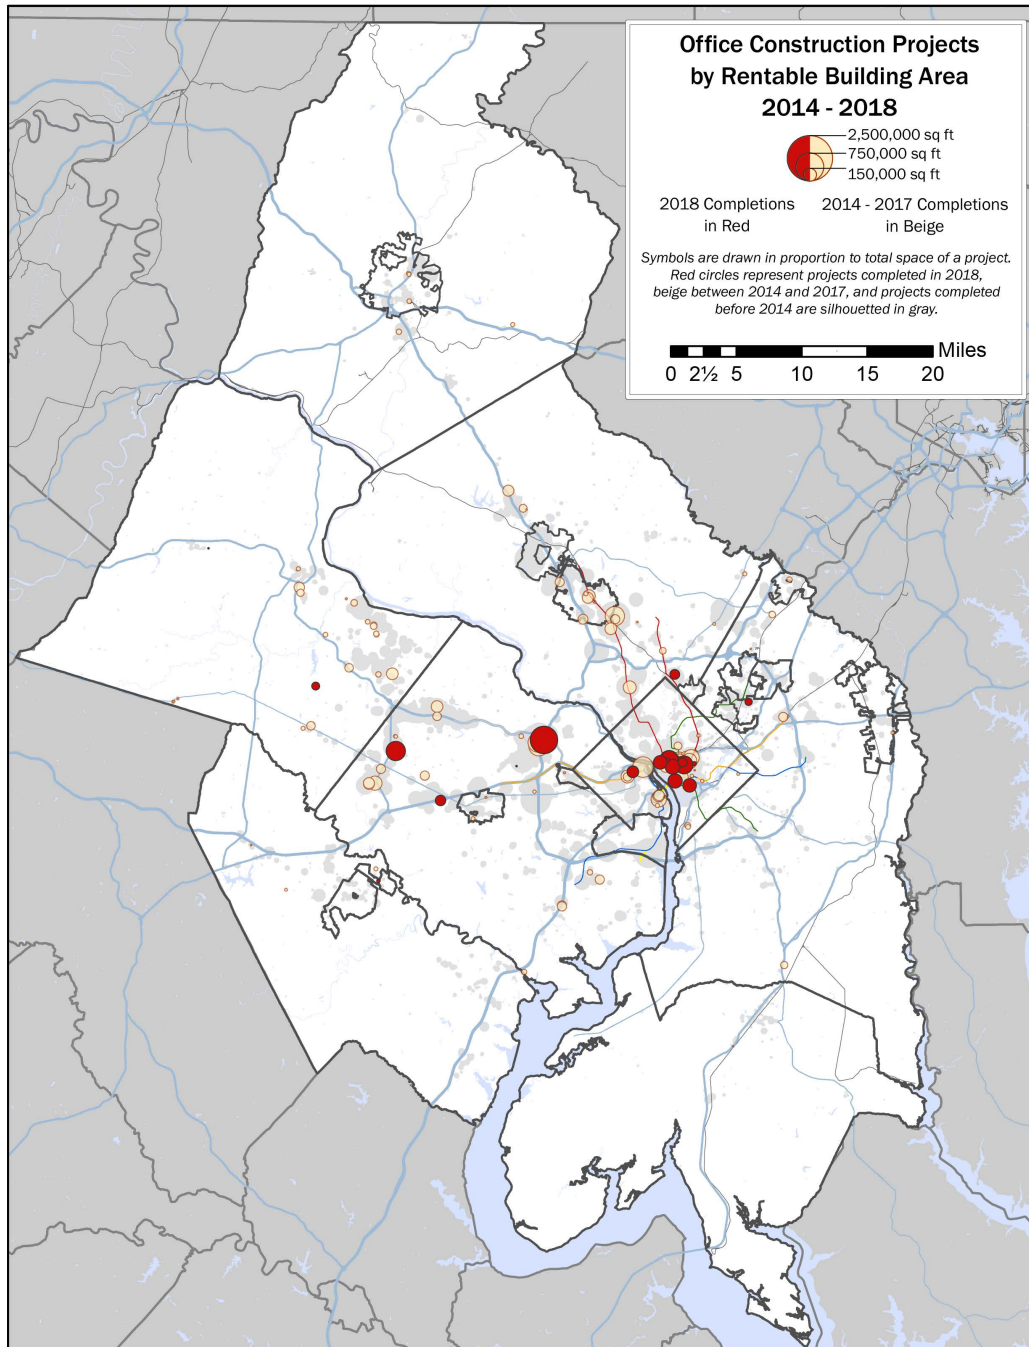 Office Construction Projects
by Rentable Building Area
2014 - 2018
2,500,000 sq ft
750,000 sq ft
150,000 sq ft
2018 Completions
in Red
2014 - 2017 Completions
in Beige
Symbols are drawn in proportion to total space of a project.
Red circles represent projects completed in 2018,
beige between 2014 and 2017, and projects completed
before 2014 are silhouetted in gray.
Miles
0 2½ 5 10 15 20